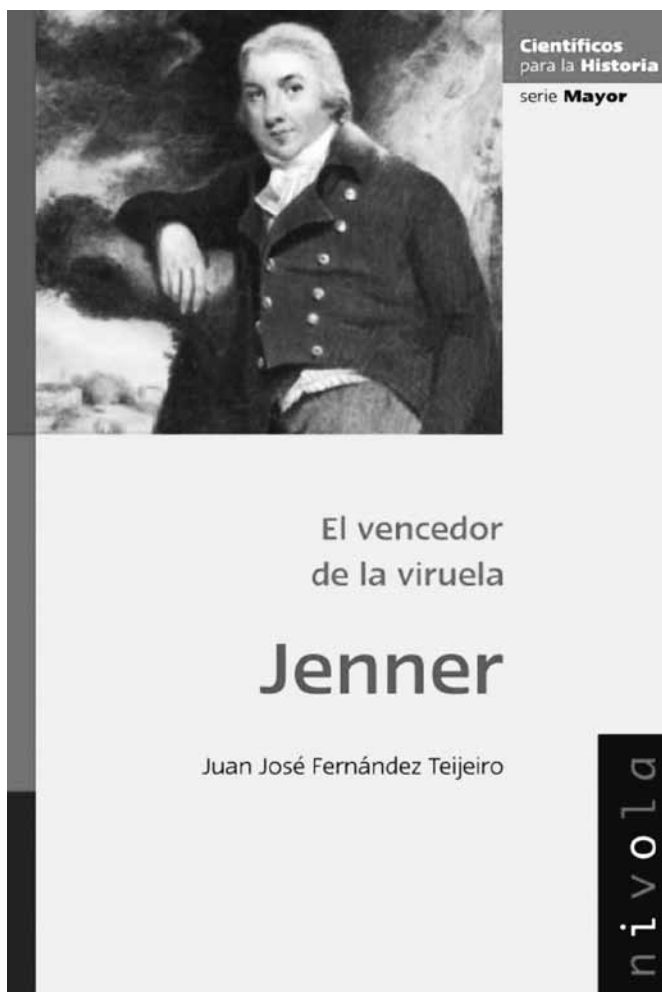 Científicos
para la Historia
serie Mayor
El vencedor
de la viruela
Jenner
Juan José Fernández Teijeiro
nivola